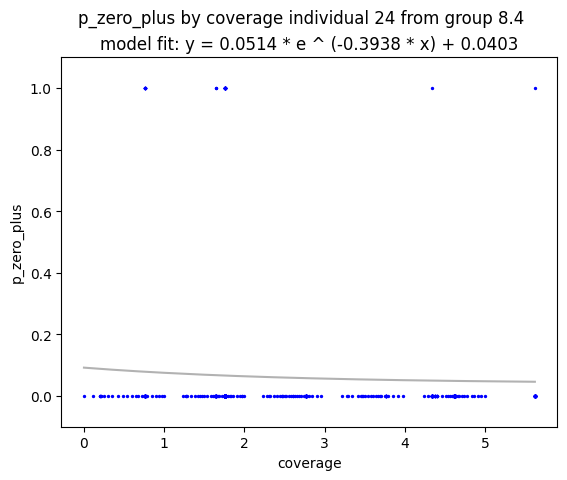 p_zero_plus by coverage individual 24 from group 8.4
model fit: y = 0.0514 * e ^ (-0.3938 * x) + 0.0403
1.0
0.8
0.6
0.4
0.2
0.0
p_zero_plus
0 1 2 3 4 5
coverage